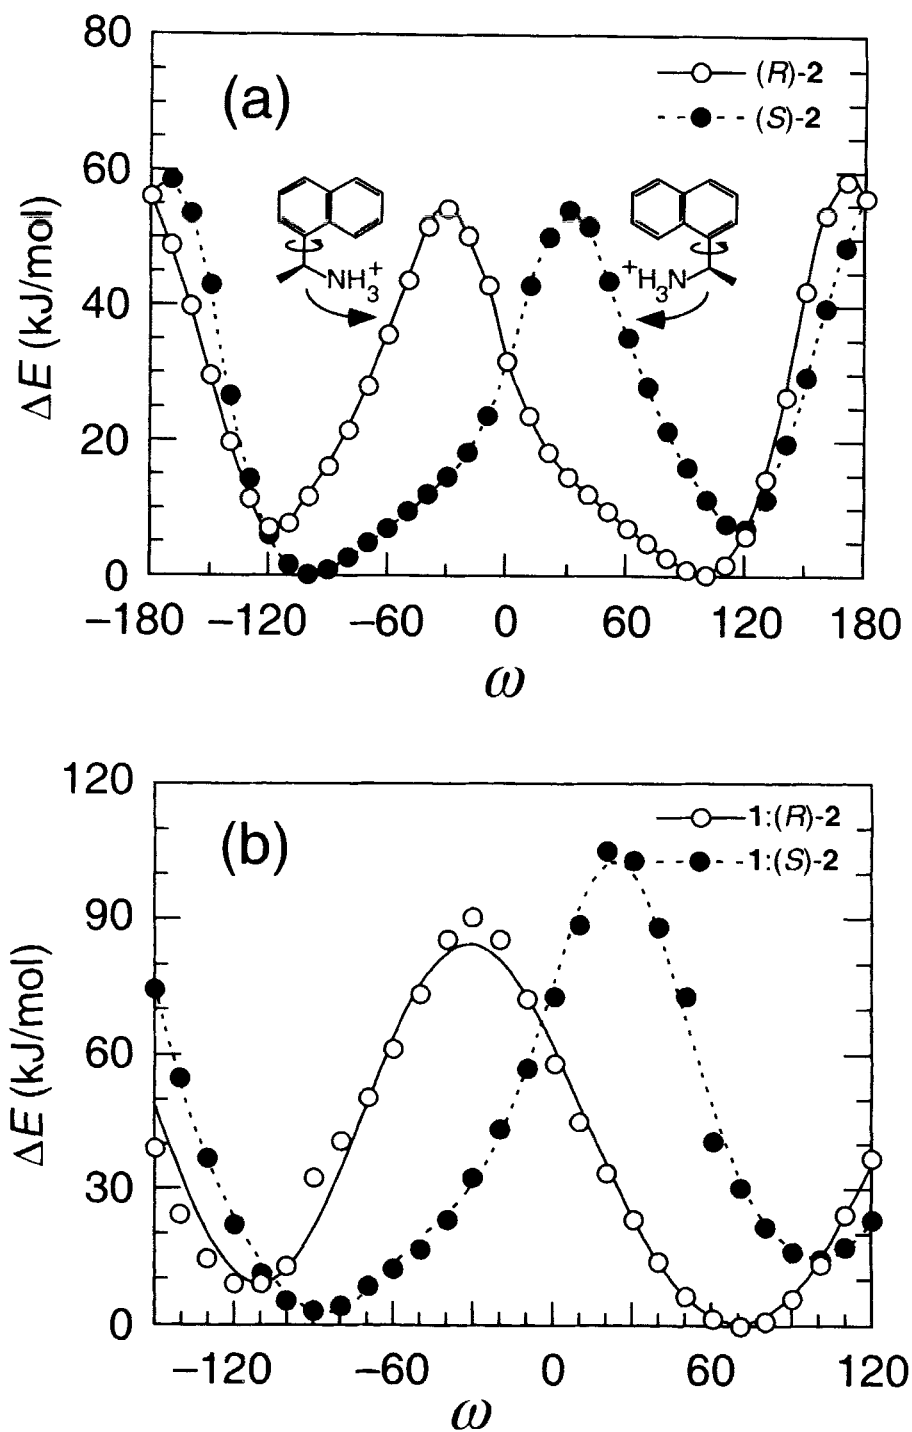 80
60
40
20
0
ΔE (kJ/mol)
(a)
(R)-2
(S)-2
NH3+
+H3N
−180 −120 −60 0 60 120 180
ω
120
90
60
30
0
ΔE (kJ/mol)
(b)
1:(R)-2
1:(S)-2
−120 −60 0 60 120
ω